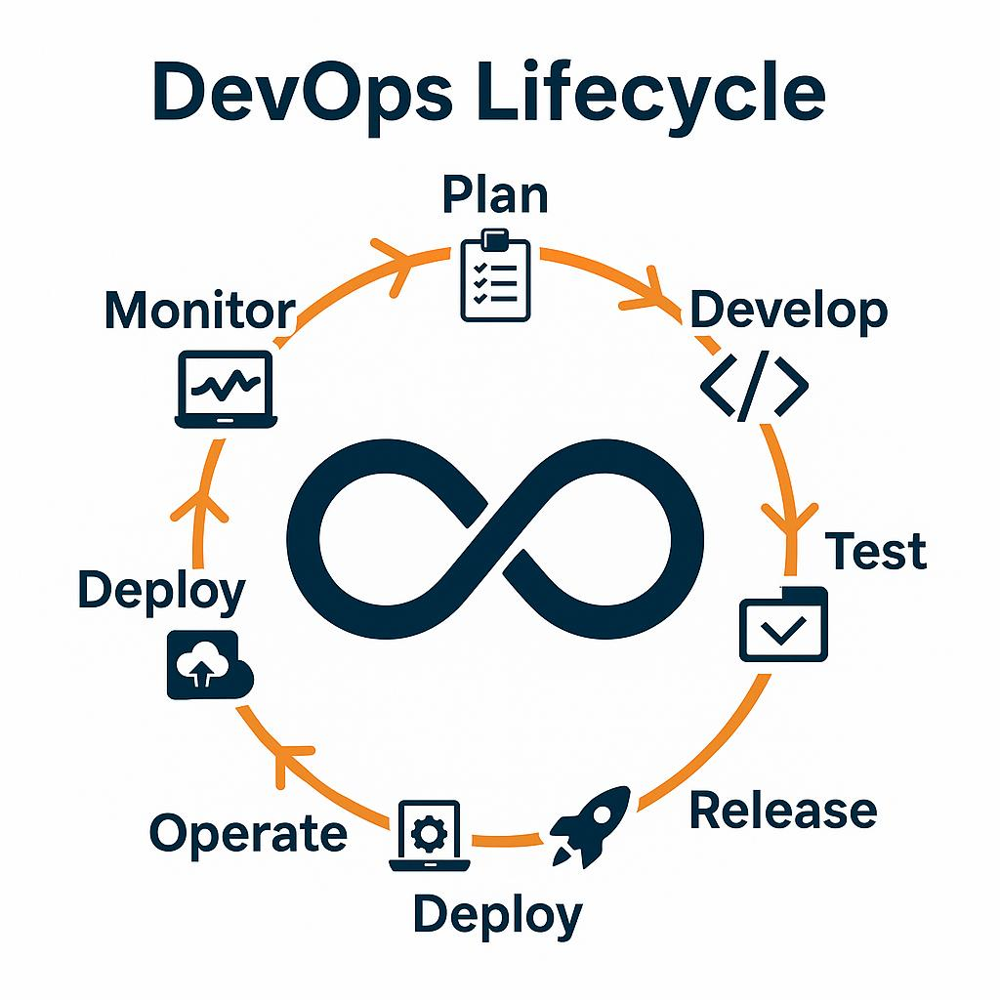 DevOps Lifecycle
Plan
Develop
Test
Release
Deploy
Operate
Deploy
Monitor